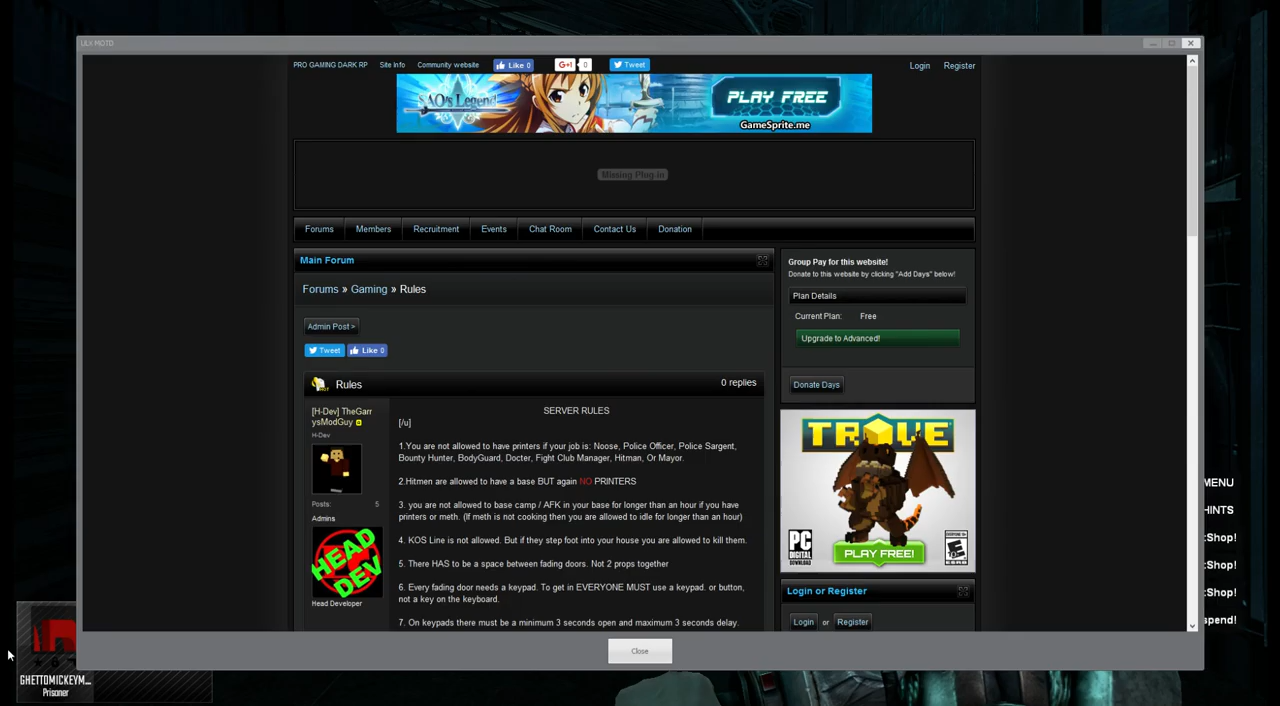 ULX MOTD
PRO GAMING DARK RP Site Info Community website Like 0 G+1 0 Tweet Login Register
SAO's Legend PLAY FREE
GameSprite.me
Missing Plug-in
Forums Members Recruitment Events Chat Room Contact Us Donation
Main Forum
Forums » Gaming » Rules
Admin Post >
Tweet Like 0
Rules 0 replies
[H-Dev] TheGarr
ysModGuy
H-Dev
Posts: 5
Admins
HEAD
DEV
Head Developer
SERVER RULES
[/u]
1.You are not allowed to have printers if your job is: Noose, Police Officer, Police Sargent,
Bounty Hunter, BodyGuard, Docter, Fight Club Manager, Hitman, Or Mayor.
2.Hitmen are allowed to have a base BUT again NO PRINTERS
3. you are not allowed to base camp / AFK in your base for longer than an hour if you have
printers or meth. (If meth is not cooking then you are allowed to idle for longer than an hour)
4. KOS Line is not allowed. But if they step foot into your house you are allowed to kill them.
5. There HAS to be a space between fading doors. Not 2 props together
6. Every fading door needs a keypad. To get in EVERYONE MUST use a keypad. or button,
not a key on the keyboard.
7. On keypads there must be a minimum 3 seconds open and maximum 3 seconds delay.
Group Pay for this website!
Donate to this website by clicking "Add Days" below!
Plan Details
Current Plan: Free
Upgrade to Advanced!
Donate Days
TROVE
PC
DIGITAL
DOWNLOAD
PLAY FREE!
Login or Register
Login or Register
Close
MENU
HINTS
tShop!
tShop!
tShop!
spend!
GHETTOMICKEYM...
Prisoner